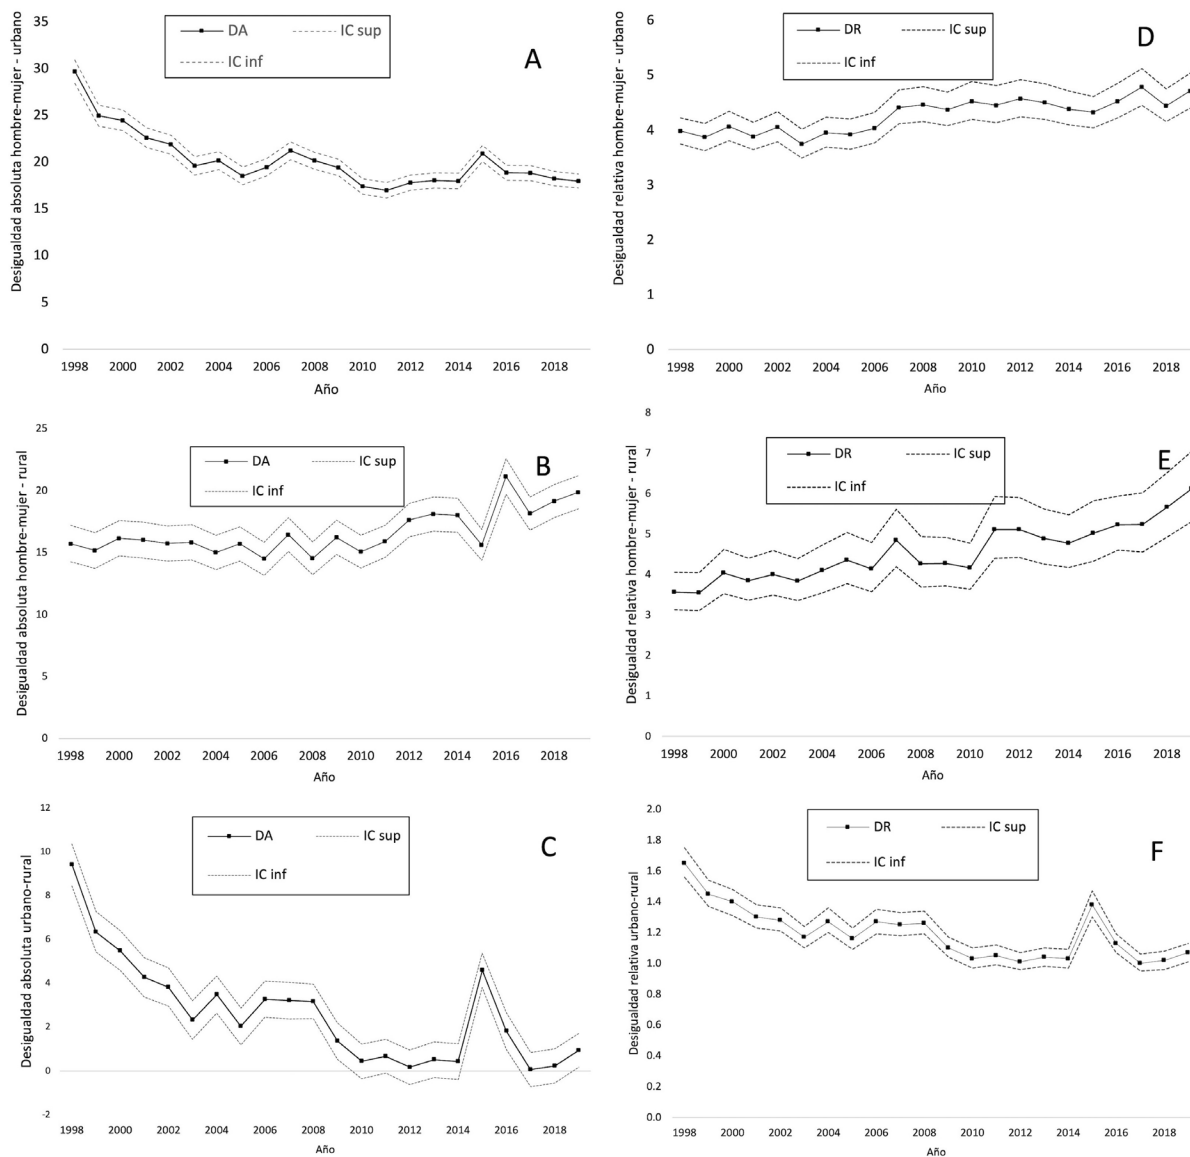 Desigualdad absoluta hombre-mujer - urbano
35
30
25
20
15
10
5
0
DA
IC sup
IC inf
A
1998 2000 2002 2004 2006 2008 2010 2012 2014 2016 2018
Año
Desigualdad relativa hombre-mujer - urbano
6
5
4
3
2
1
0
DR
IC sup
IC inf
D
1998 2000 2002 2004 2006 2008 2010 2012 2014 2016 2018
Año
Desigualdad absoluta hombre-mujer - rural
25
20
15
10
5
0
DA
IC sup
IC inf
B
1998 2000 2002 2004 2006 2008 2010 2012 2014 2016 2018
Año
Desigualdad relativa hombre-mujer - rural
8
7
6
5
4
3
2
1
0
DR
IC sup
IC inf
E
1998 2000 2002 2004 2006 2008 2010 2012 2014 2016 2018
Año
Desigualdad absoluta urbano-rural
12
10
8
6
4
2
0
-2
DA
IC sup
IC inf
C
1998 2000 2002 2004 2006 2008 2010 2012 2014 2016 2018
Año
Desigualdad relativa urbano-rural
2.0
1.8
1.6
1.4
1.2
1.0
0.8
0.6
0.4
0.2
0.0
DR
IC sup
IC inf
F
1998 2000 2002 2004 2006 2008 2010 2012 2014 2016 2018
Año